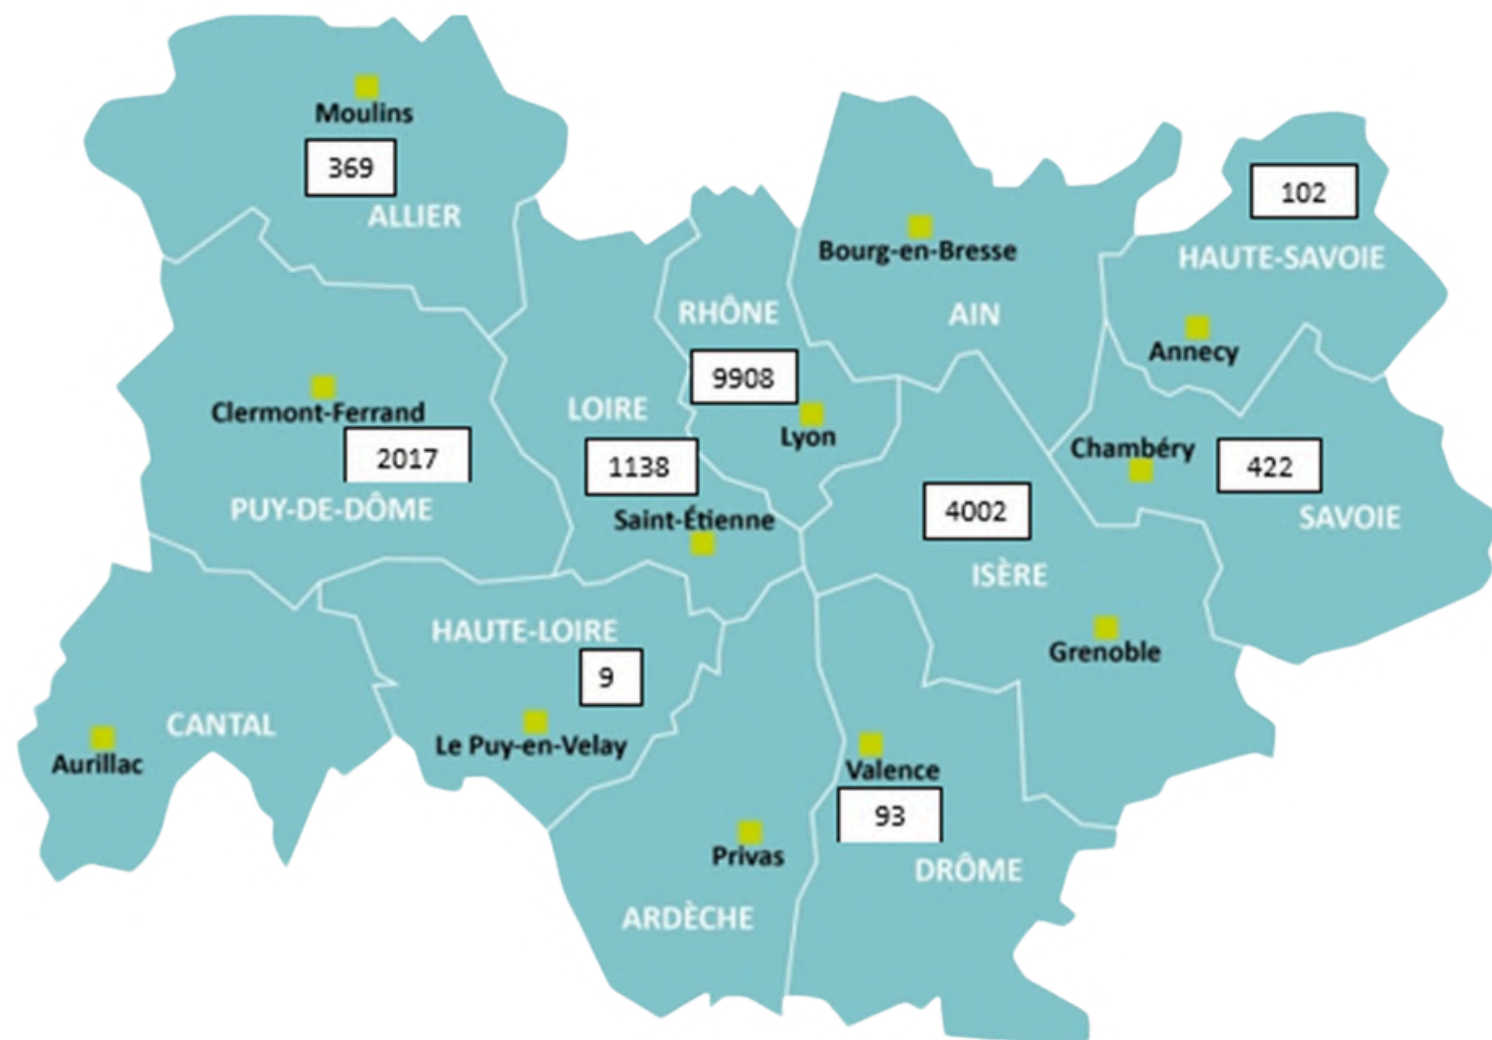 Moulins
369
ALLIER
102
Bourg-en-Bresse
HAUTE-SAVOIE
RHÔNE
AIN
Annecy
9908
Clermont-Ferrand
LOIRE
Lyon
2017
1138
Chambéry
422
PUY-DE-DÔME
Saint-Étienne
4002
SAVOIE
ISÈRE
HAUTE-LOIRE
Grenoble
9
CANTAL
Le Puy-en-Velay
Aurillac
Valence
93
Privas
DRÔME
ARDÈCHE